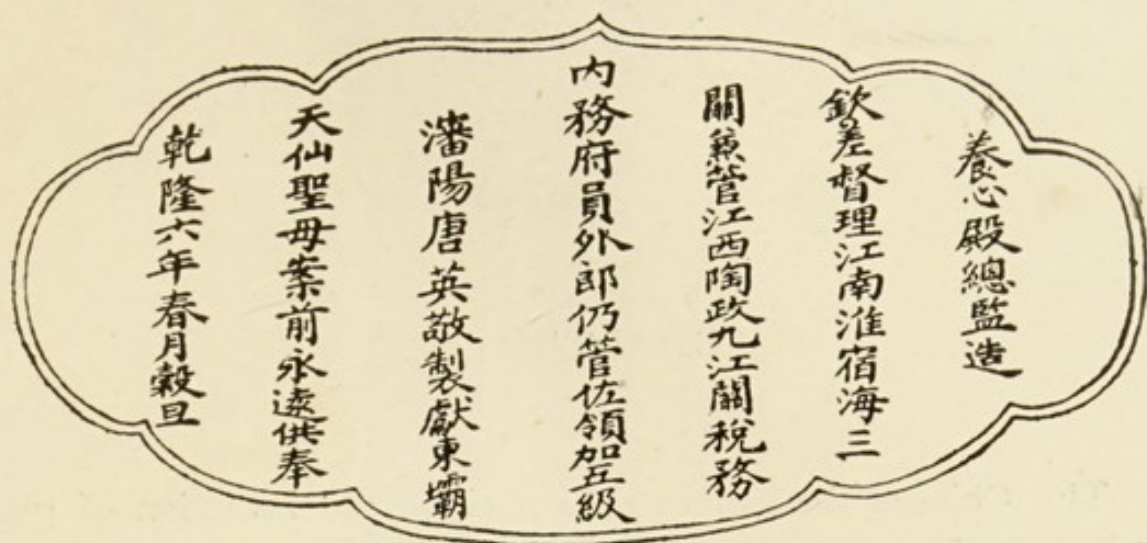 養心殿總監造
欽差督理江南淮宿海三
關兼管江西陶政九江關稅務
內務府員外郎仍管佐領加五級
瀋陽唐英敬製獻東壩
天仙聖母案前永遠供奉
乾隆六年春月穀旦